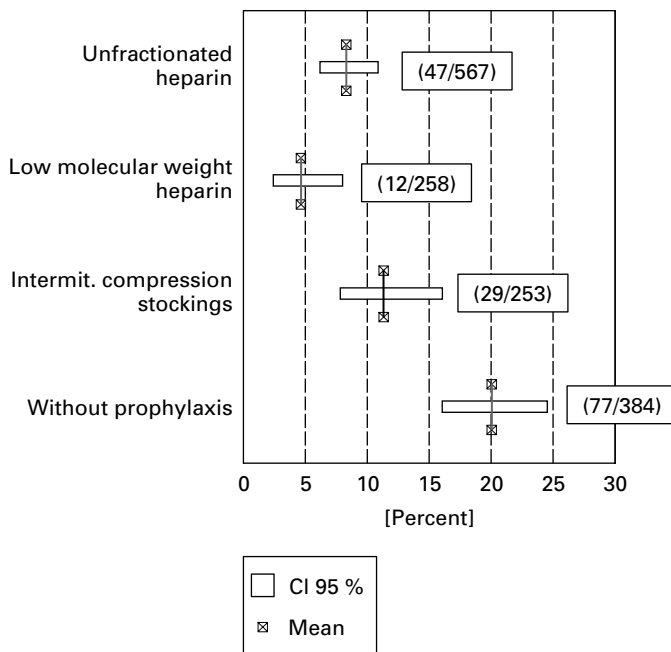 Unfractionated
heparin
(47/567)
Low molecular weight
heparin
(12/258)
Intermit. compression
stockings
(29/253)
Without prophylaxis
(77/384)
0 5 10 15 20 25 30
[Percent]
CI 95 %
Mean